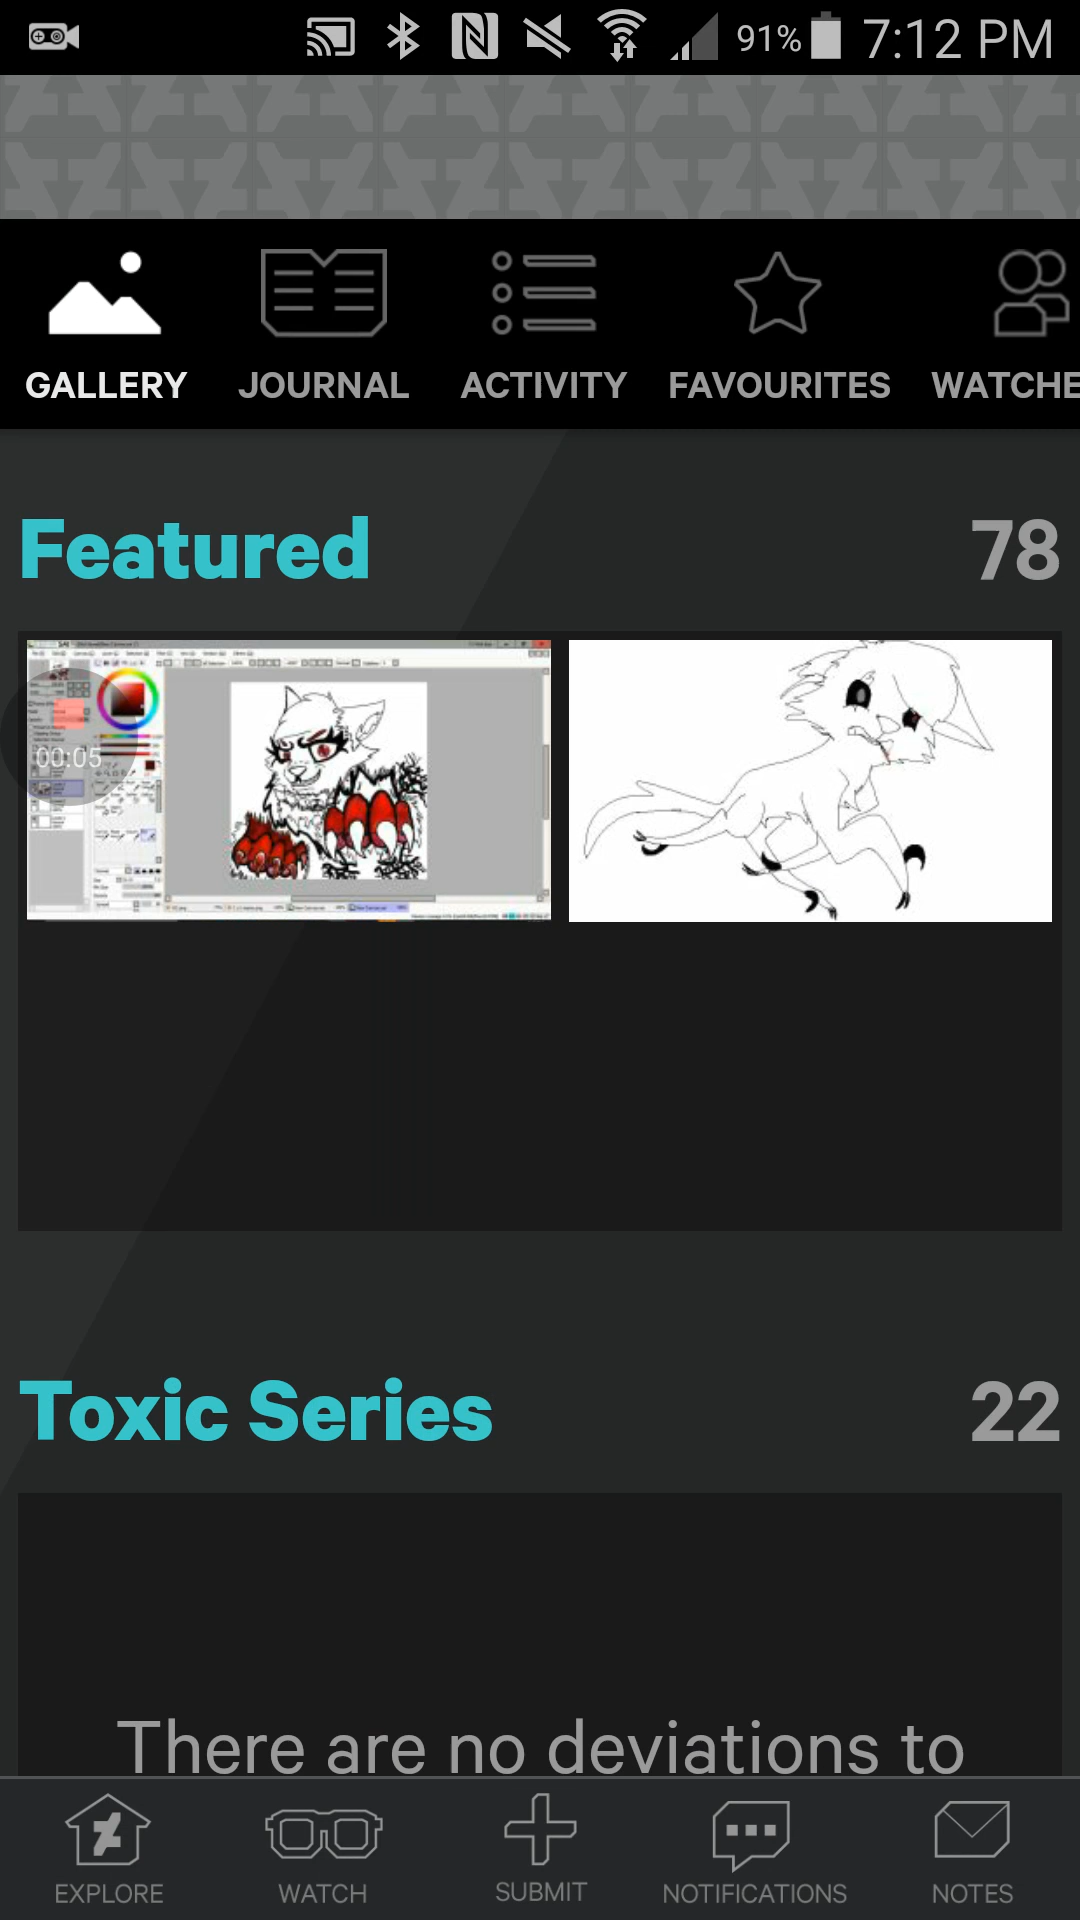 91% 7:12 PM
GALLERY JOURNAL ACTIVITY FAVOURITES WATCHE
Featured 78
00:05
Toxic Series 22
There are no deviations to
EXPLORE WATCH SUBMIT NOTIFICATIONS NOTES